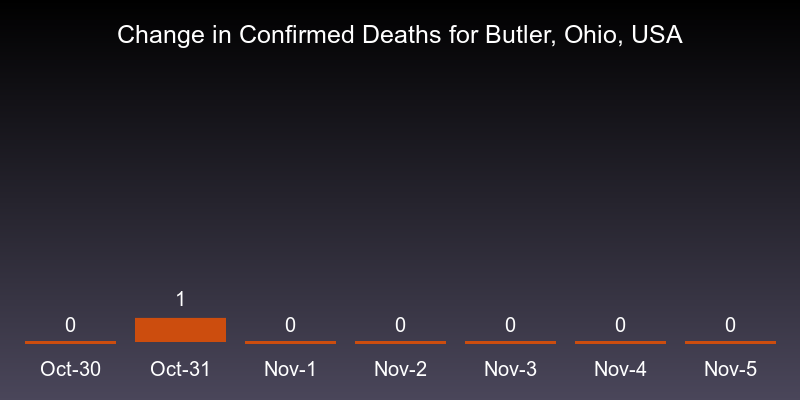 Change in Confirmed Deaths for Butler, Ohio, USA
1
0 0 0 0 0 0
Oct-30 Oct-31 Nov-1 Nov-2 Nov-3 Nov-4 Nov-5